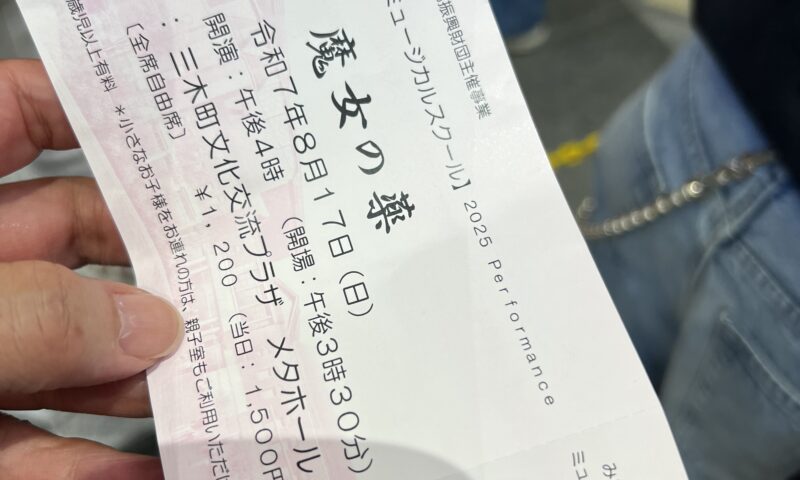 振興財団主催事業
ミュージカルスクール】2025 Performance
魔女の薬
令和7年8月17日（日）
開演：午後4時 （開場：午後3時30分）
：三木町文化交流プラザ メタホール
〔全席自由席〕 ¥1,200（当日：1,500円
歳児以上有料 *小さなお子様をお連れの方は、親子室もご利用いただけ
み
ミュ